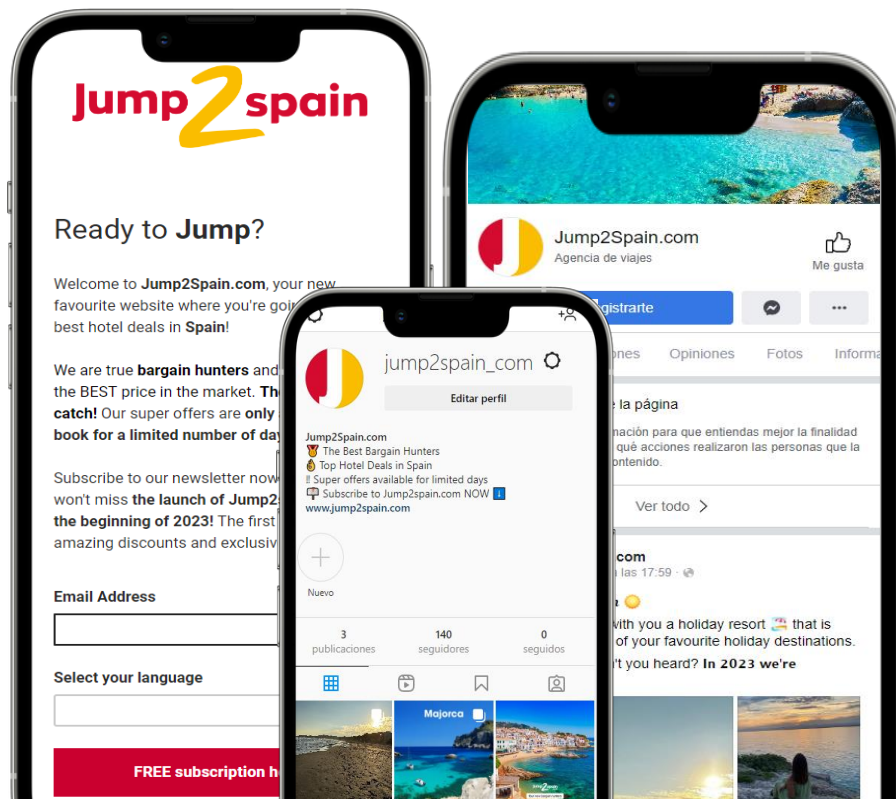 Jump2spain
Ready to Jump?
Welcome to Jump2Spain.com, your new
favourite website where you're
best hotel deals in Spain!
We are true bargain hunters and
the BEST price in the market.
catch! Our super offers are only
book for a limited number of
Subscribe to our newsletter now
won't miss the launch of
the beginning of 2023! The first
amazing discounts and
Email Address
Select your language
FREE subscription
jump2spain_com
Editar perfil
Jump2Spain.com
The Best Bargain Hunters
Top Hotel Deals in Spain
!! Super offers available for limited days
Subscribe to Jump2spain.com NOW
www.jump2spain.com
Nuevo
3 140 0
publicaciones seguidores seguidos
Majorca
Jump2Spain.com
Agencia de viajes
Me gusta
gistrarte
Opiniones Fotos Informa
la página
mación para que entiendas mejor la finalidad
qué acciones realizaron las personas que la
Ver todo >
com
las 17:59
with you a holiday resort that is
of your favourite holiday destinations.
't you heard? In 2023 we're